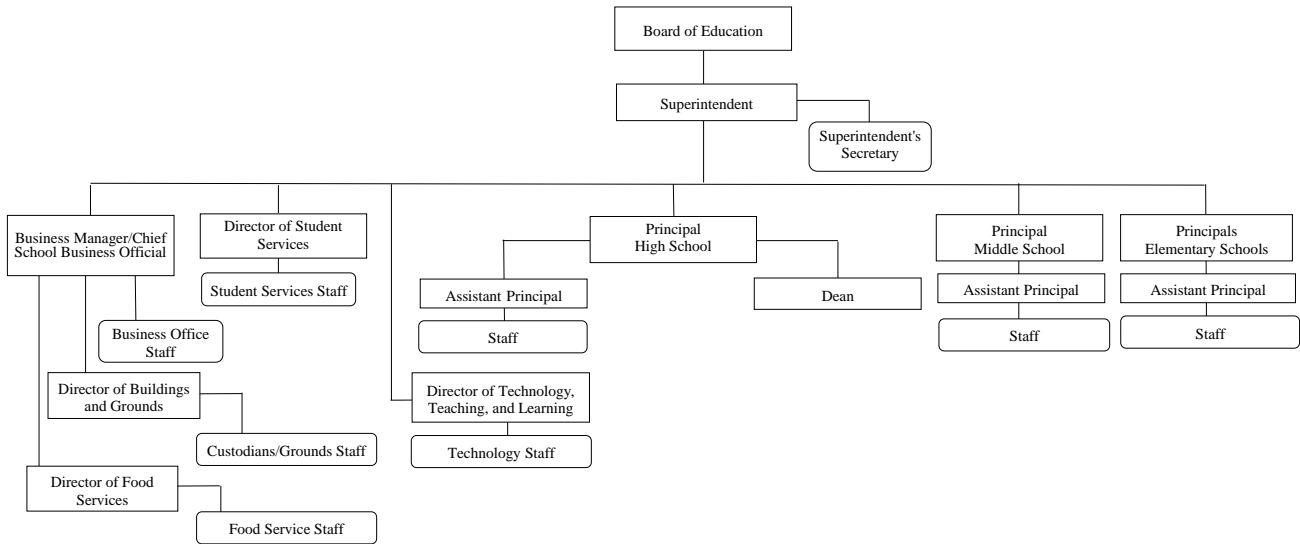 Board of Education
Superintendent
Superintendent's
Secretary
Business Manager/Chief
School Business Official
Director of Student
Services
Principal
High School
Principal
Middle School
Principals
Elementary Schools
Student Services Staff
Assistant Principal
Dean
Assistant Principal
Assistant Principal
Business Office
Staff
Staff
Staff
Staff
Director of Buildings
and Grounds
Director of Technology,
Teaching, and Learning
Custodians/Grounds Staff
Technology Staff
Director of Food
Services
Food Service Staff